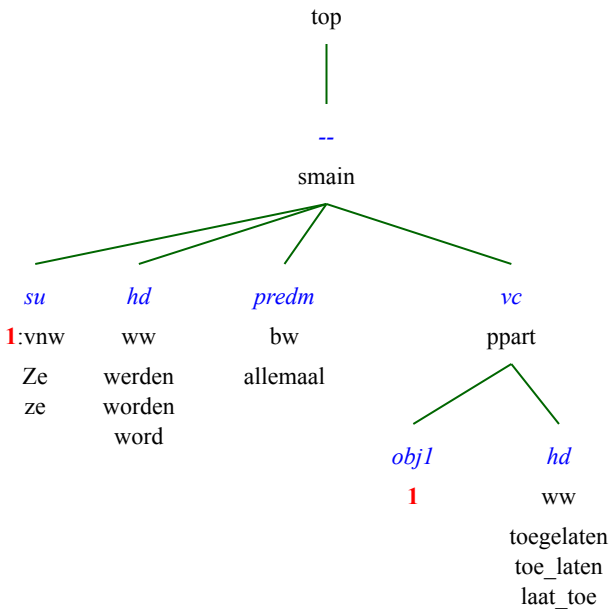 top
--
smain
su hd predm vc
1:vnw ww bw ppart
Ze werden allemaal
ze worden
word
obj1 hd
1 ww
toegelaten
toe_laten
laat_toe